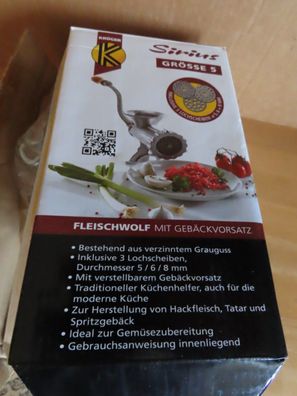 KRÜGER
K
Sirius
GRÖSSE 5
FLEISCHWOLF MIT GEBÄCKVORSATZ
• Bestehend aus verzinntem Grauguss
• Inklusive 3 Lochscheiben,
Durchmesser 5 / 6 / 8 mm
• Mit verstellbarem Gebäckvorsatz
• Traditioneller Küchenhelfer, auch für die
moderne Küche
• Zur Herstellung von Hackfleisch, Tatar und
Spritzgebäck
• Ideal zur Gemüsezubereitung
• Gebrauchsanweisung innenliegend